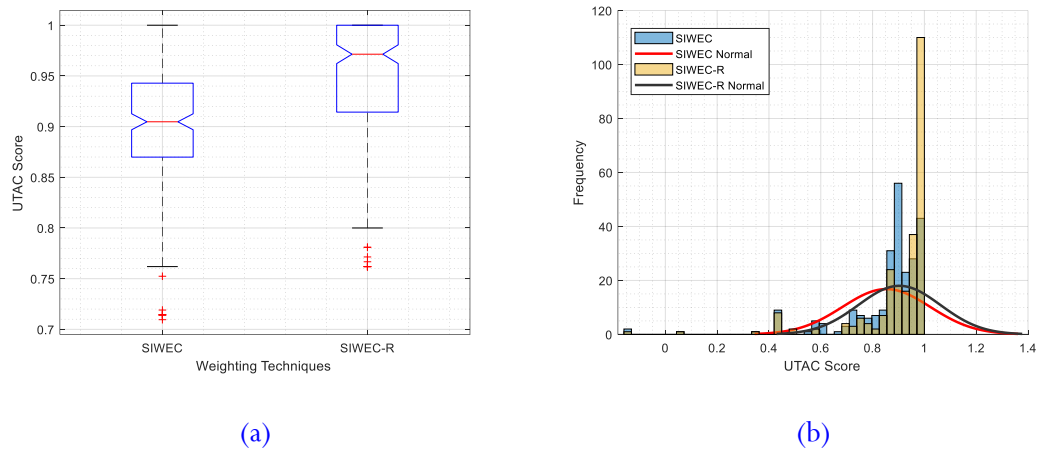 1
0.95
0.9
0.85
0.8
0.75
0.7
UTAC Score
SIWEC
SIWEC-R
Weighting Techniques
(a)
120
100
80
60
40
20
0
Frequency
SIWEC
SIWEC Normal
SIWEC-R
SIWEC-R Normal
0
0.2
0.4
0.6
0.8
1
1.2
1.4
UTAC Score
(b)